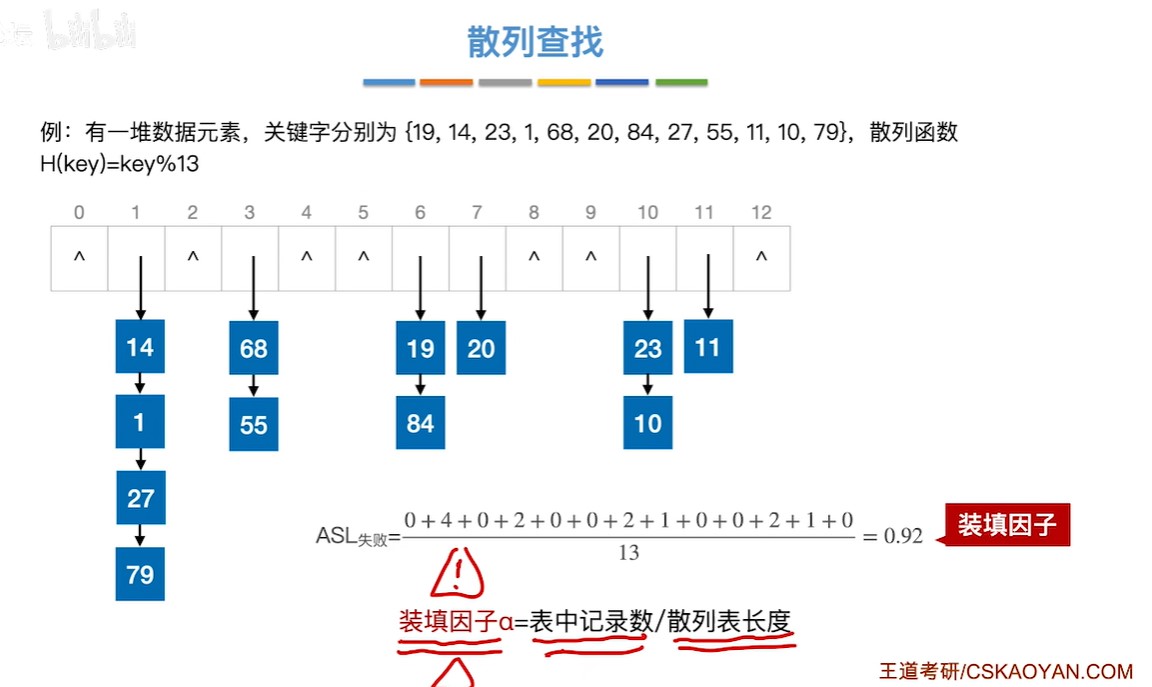 bilibili
散列查找
例：有一堆数据元素，关键字分别为 {19, 14, 23, 1, 68, 20, 84, 27, 55, 11, 10, 79}，散列函数
H(key)=key%13
0 1 2 3 4 5 6 7 8 9 10 11 12
^ ^ ^ ^ ^ ^ ^
14 68 19 20 23 11
1 55 84 10
27
79
ASL失败= 0 + 4 + 0 + 2 + 0 + 0 + 2 + 1 + 0 + 0 + 2 + 1 + 0 = 0.92 装填因子
13
!
装填因子α=表中记录数/散列表长度
王道考研/CSKAOYAN.COM